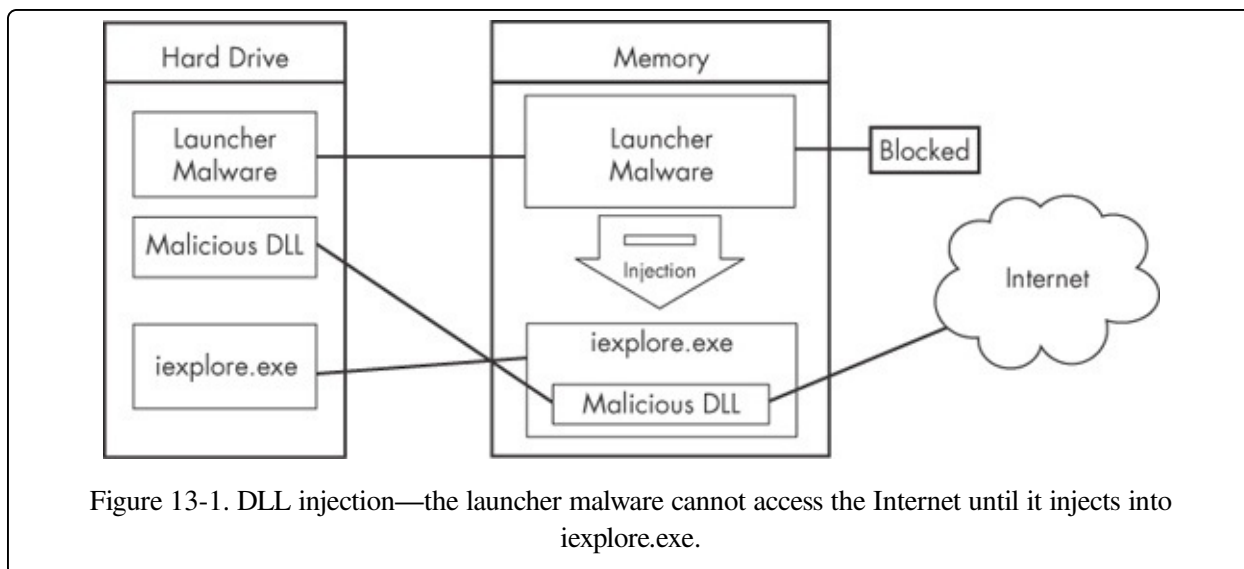 Hard Drive
Memory
Launcher
Malware
Launcher
Malware
Blocked
Malicious DLL
Injection
Internet
iexplore.exe
iexplore.exe
Malicious DLL
Figure 13-1. DLL injection—the launcher malware cannot access the Internet until it injects into
iexplore.exe.